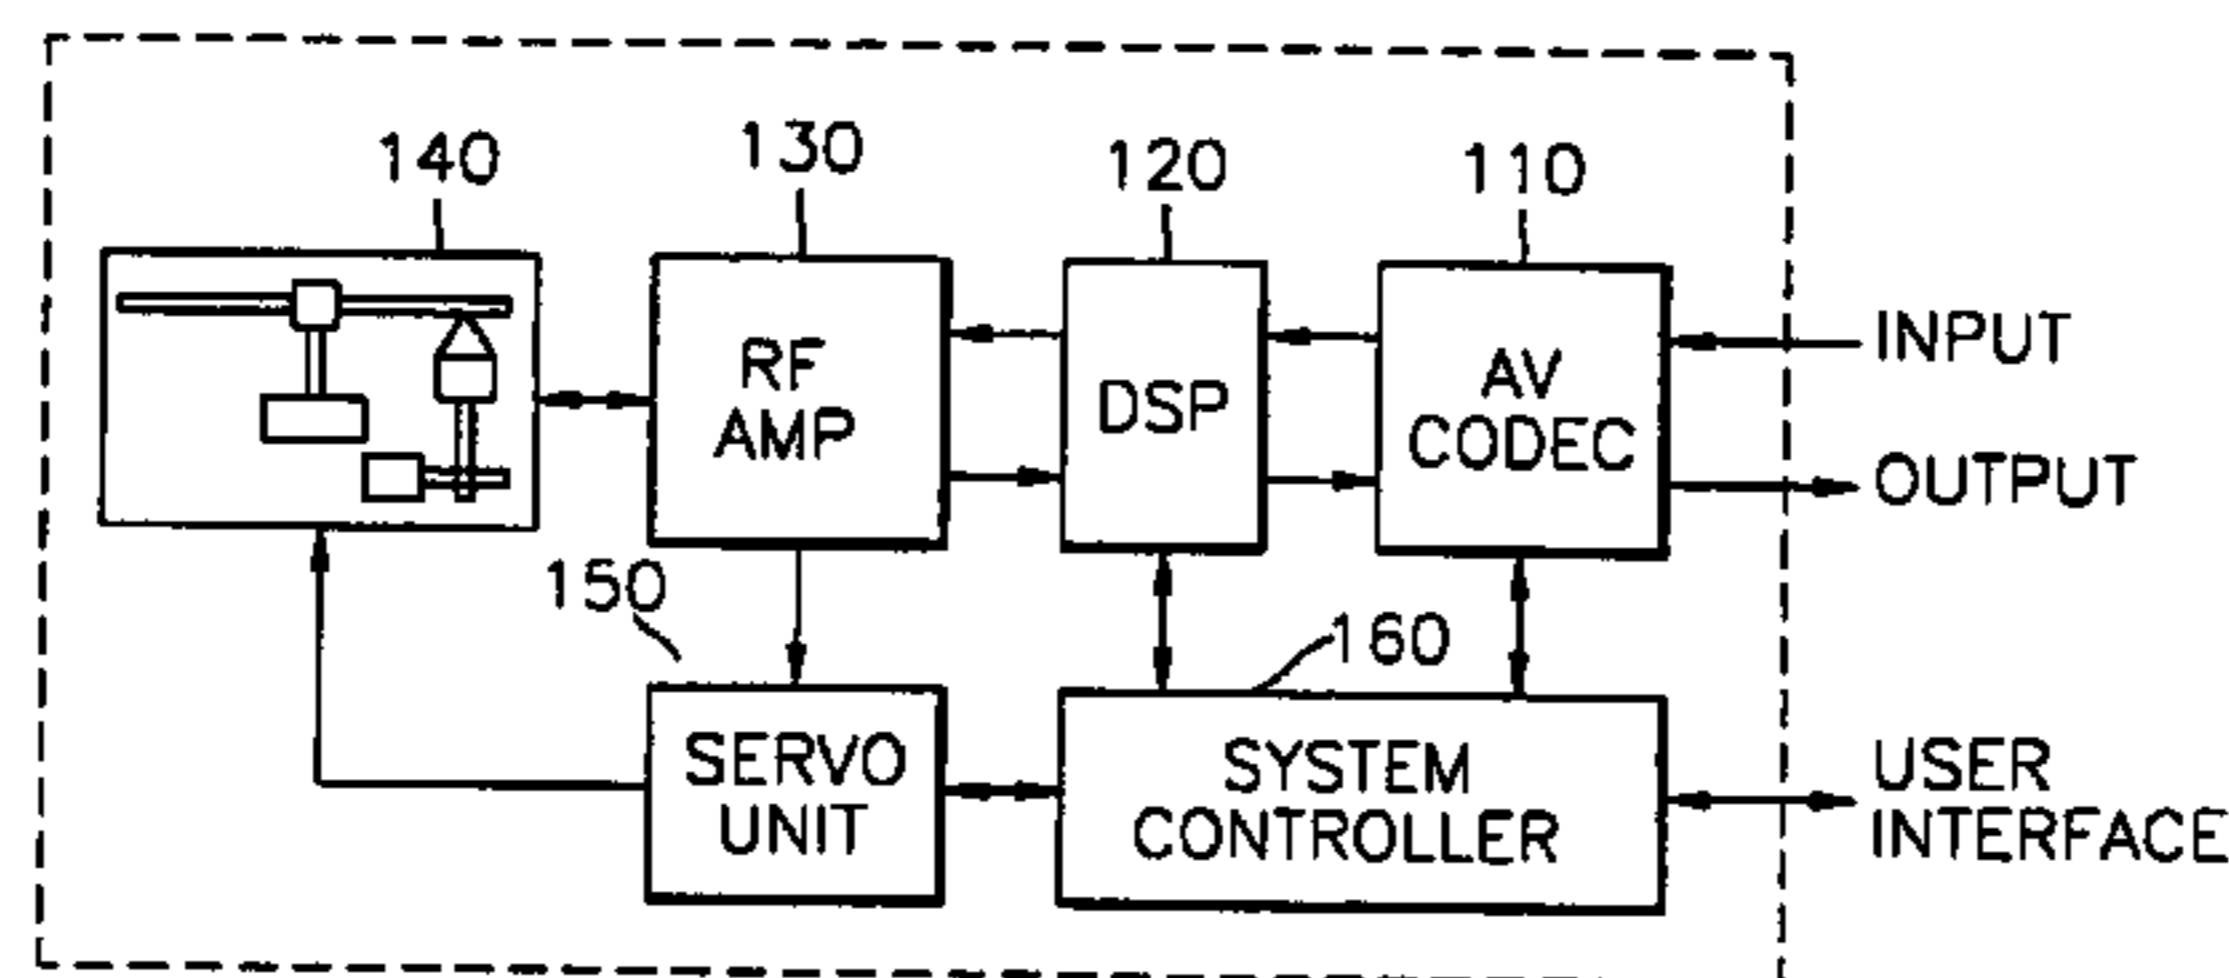 140
130
120
110
RF
AMP
DSP
AV
CODEC
INPUT
OUTPUT
150
160
SERVO
UNIT
SYSTEM
CONTROLLER
USER
INTERFACE